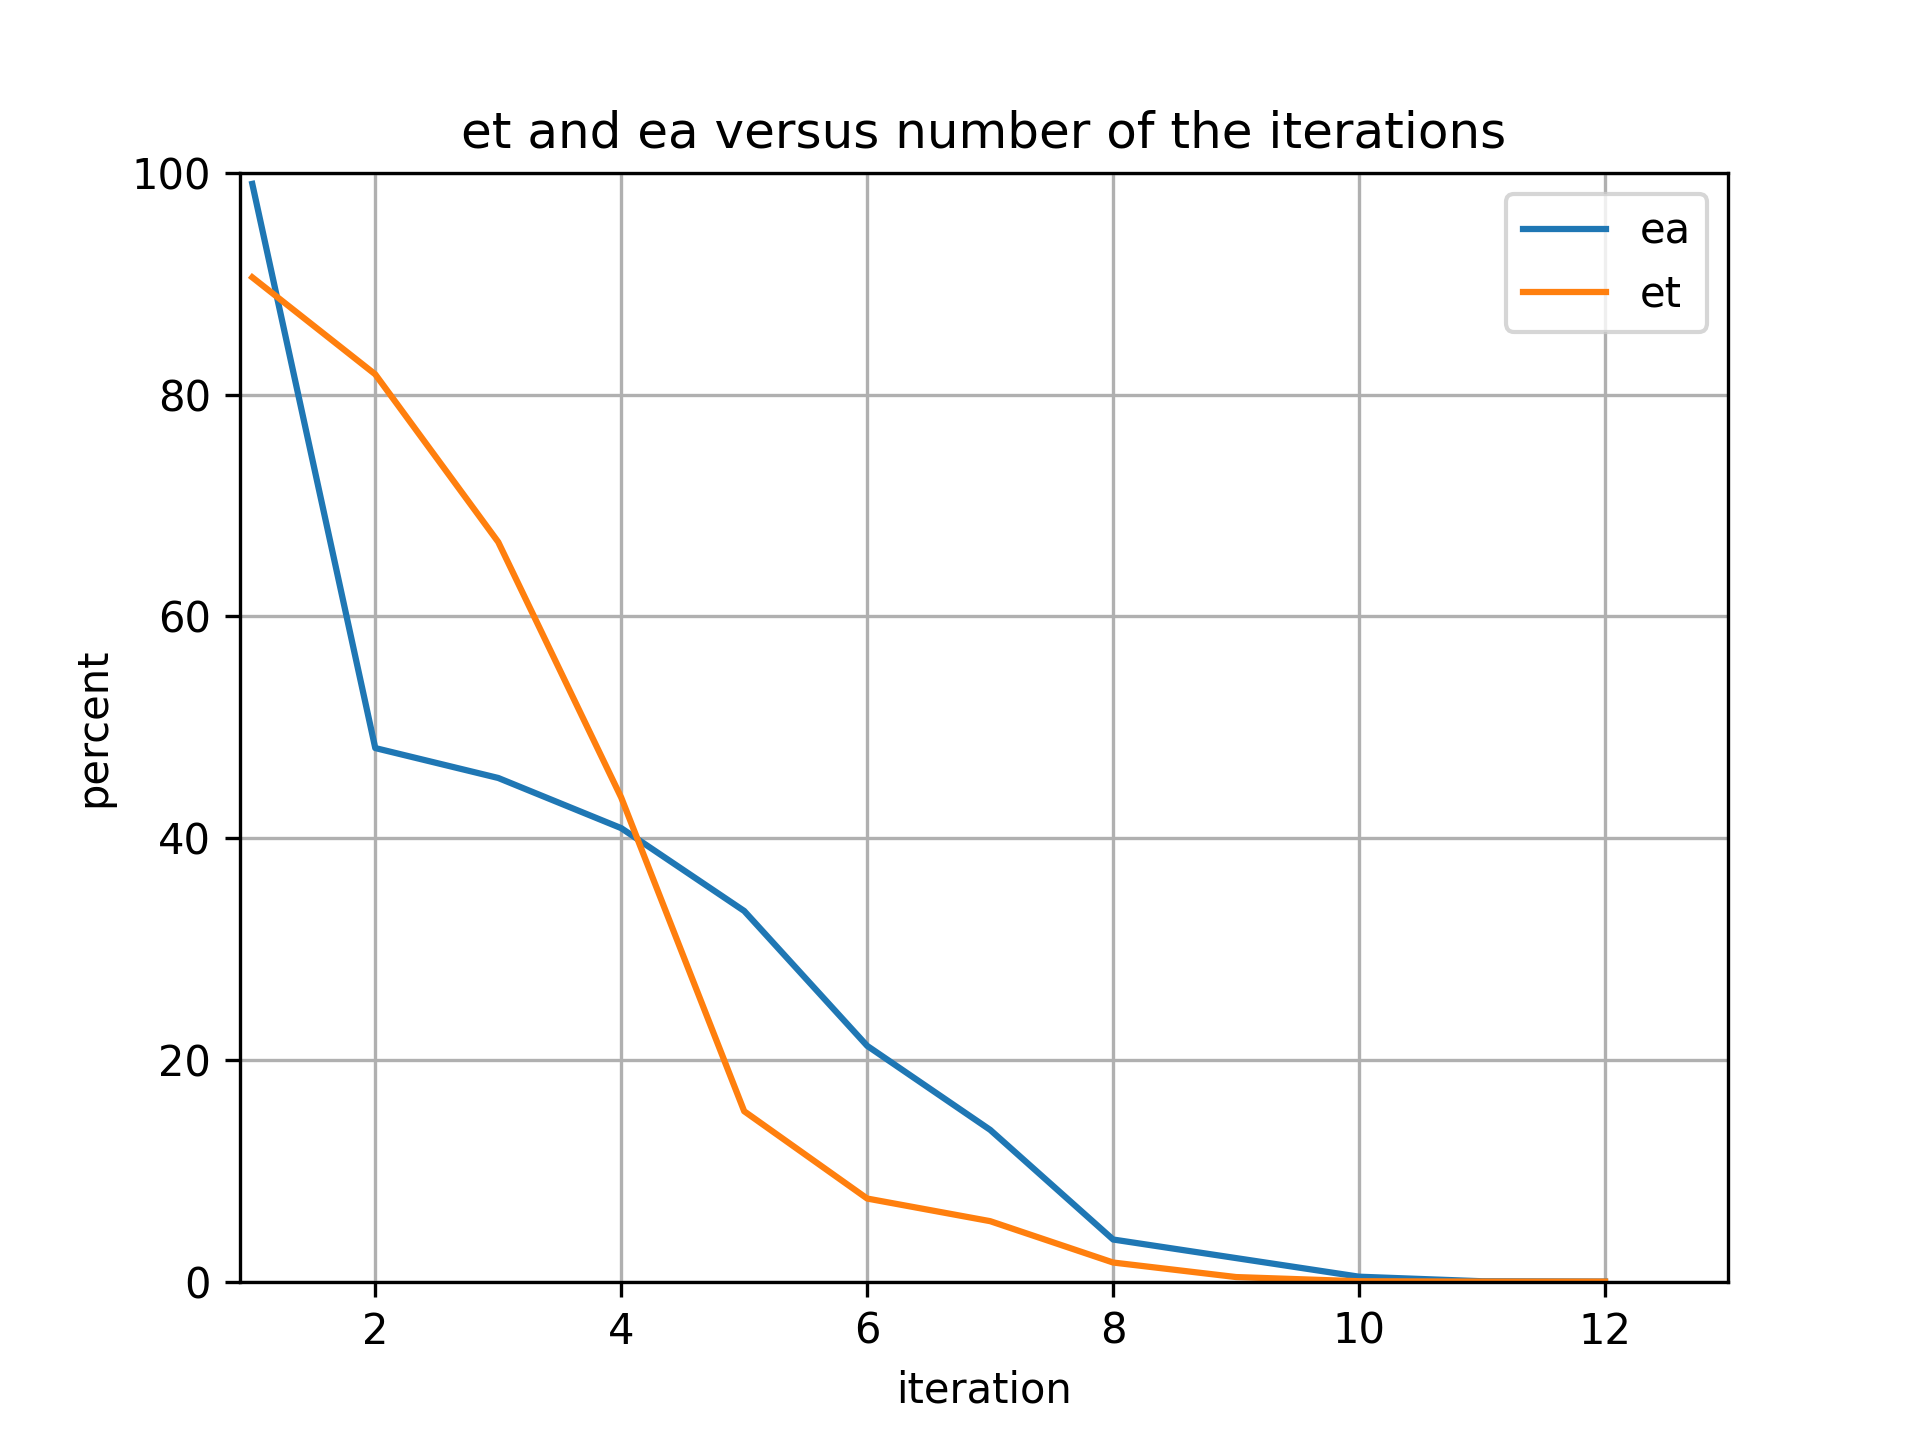 et and ea versus number of the iterations
100
80
60
40
20
0
percent
ea
et
2 4 6 8 10 12
iteration